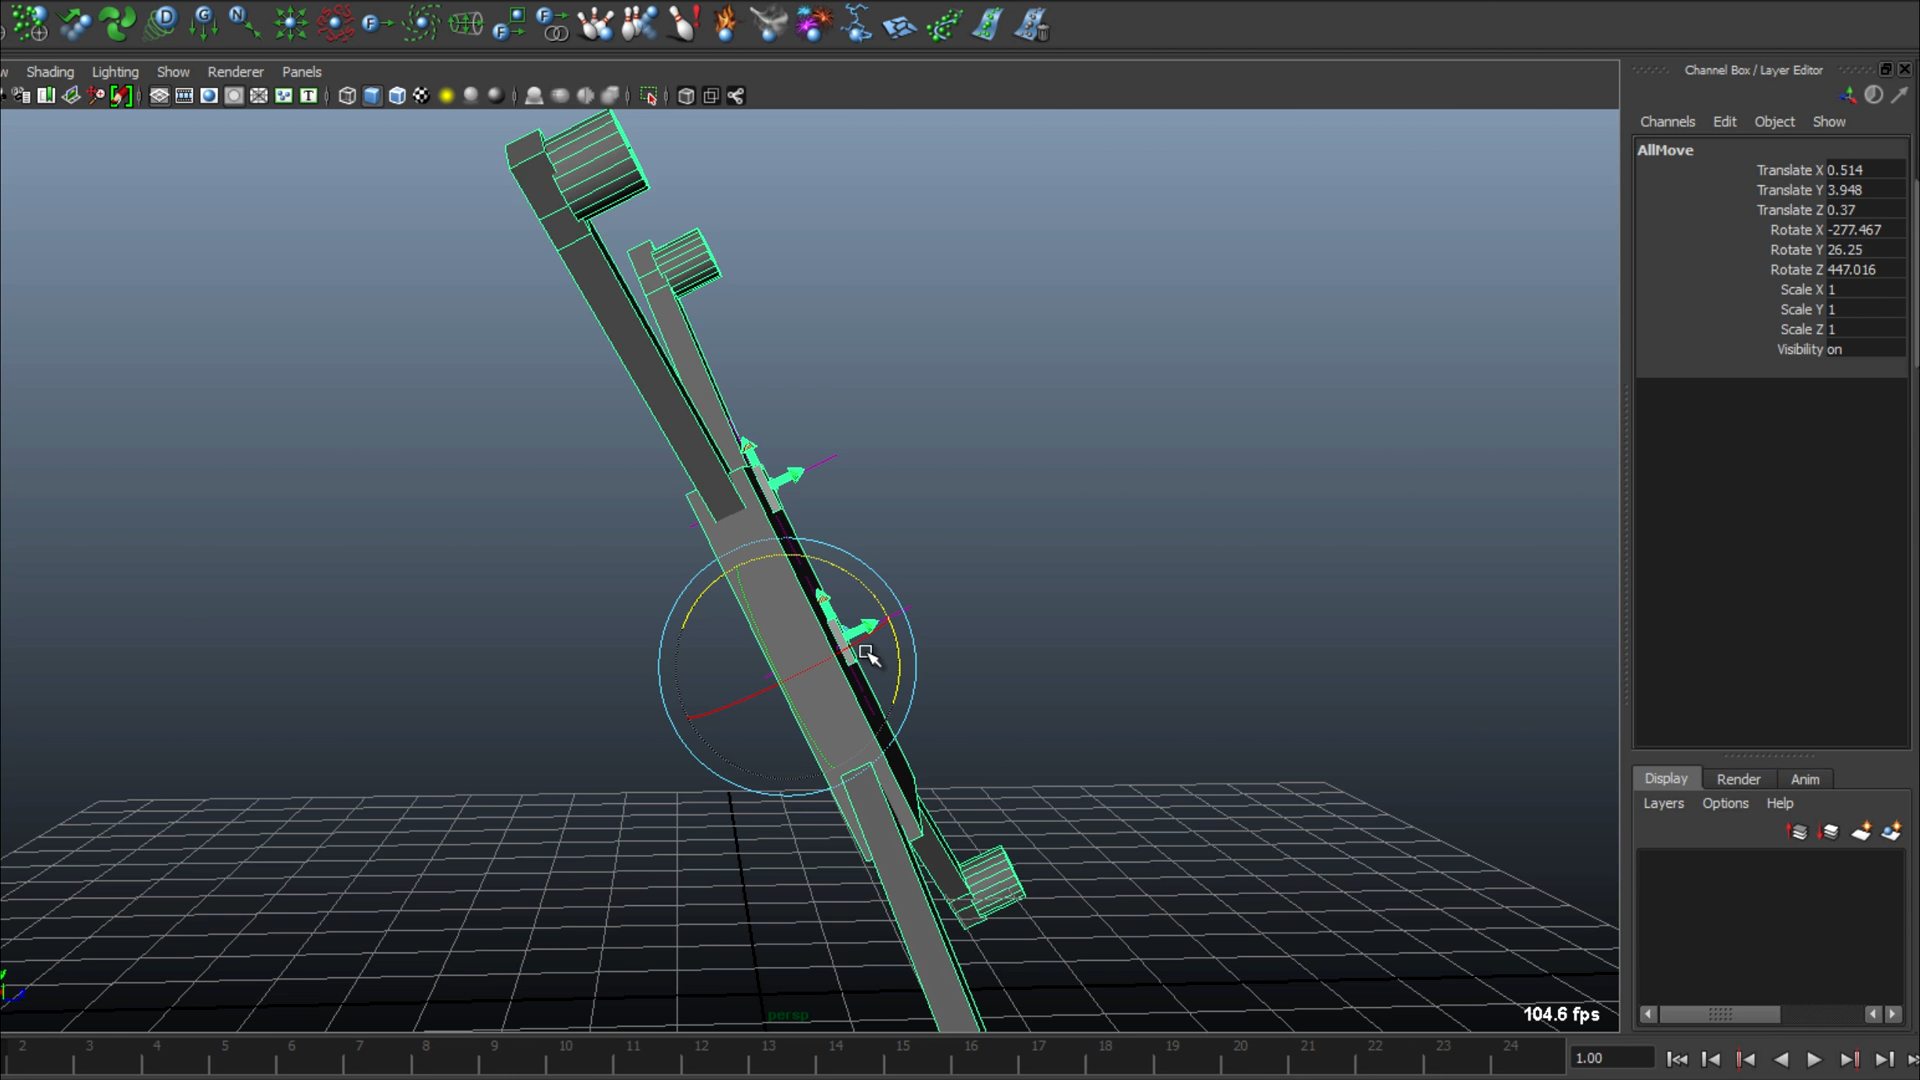 Shading Lighting Show Renderer Panels
Channel Box / Layer Editor
Channels Edit Object Show
AllMove
Translate X 0.514
Translate Y 3.948
Translate Z 0.37
Rotate X -277.467
Rotate Y 26.25
Rotate Z 447.016
Scale X 1
Scale Y 1
Scale Z 1
Visibility on
Display Render Anim
Layers Options Help
persp
104.6 fps
2 3 4 5 6 7 8 9 10 11 12 13 14 15 16 17 18 19 20 21 22 23 24
1.00